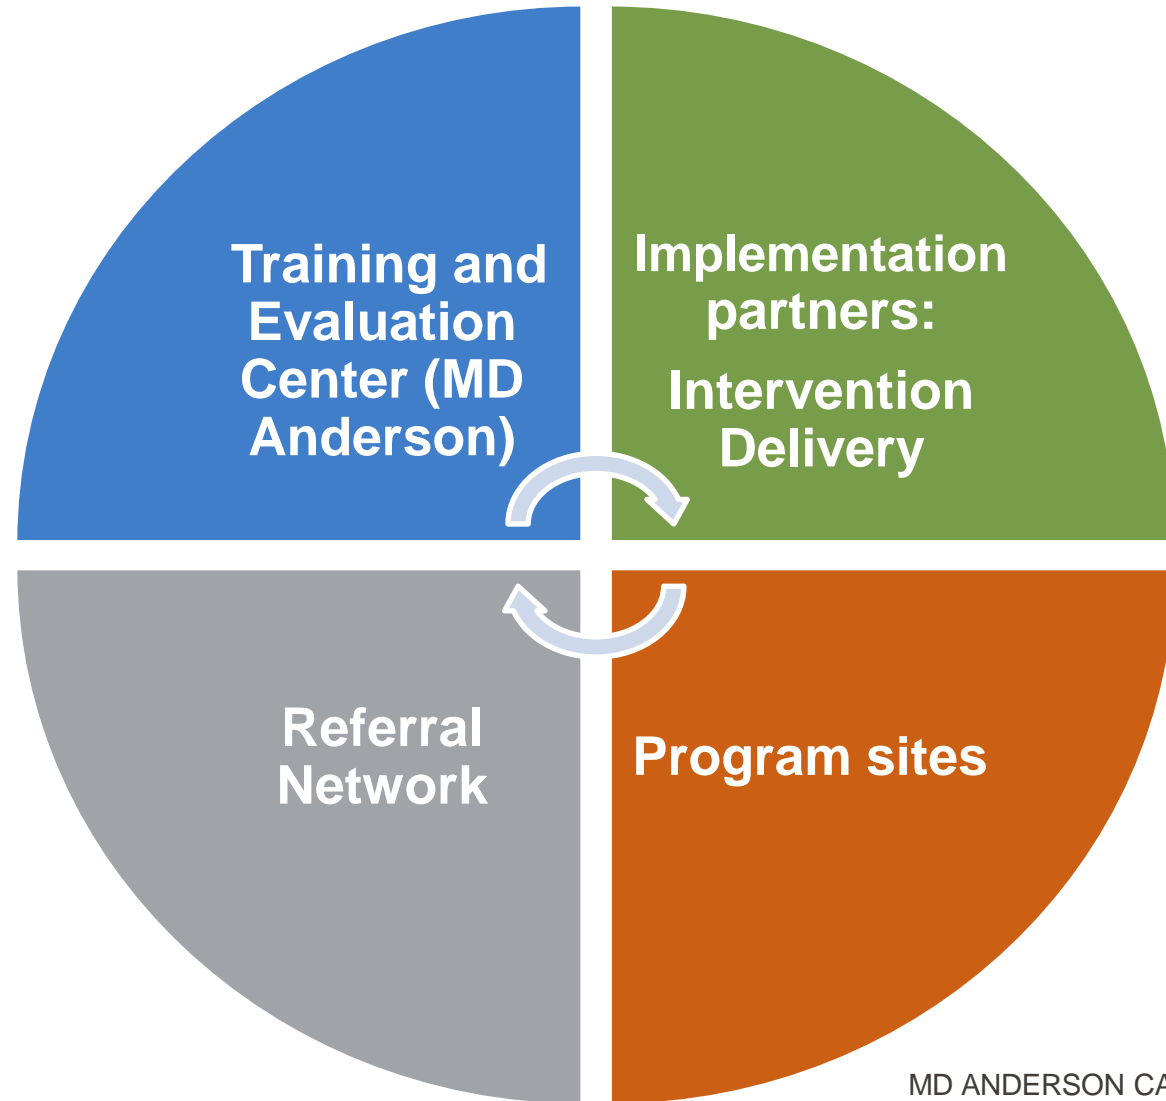 Training and
Evaluation
Center (MD
Anderson)
Implementation
partners:
Intervention
Delivery
Referral
Network
Program sites
MD ANDERSON CA